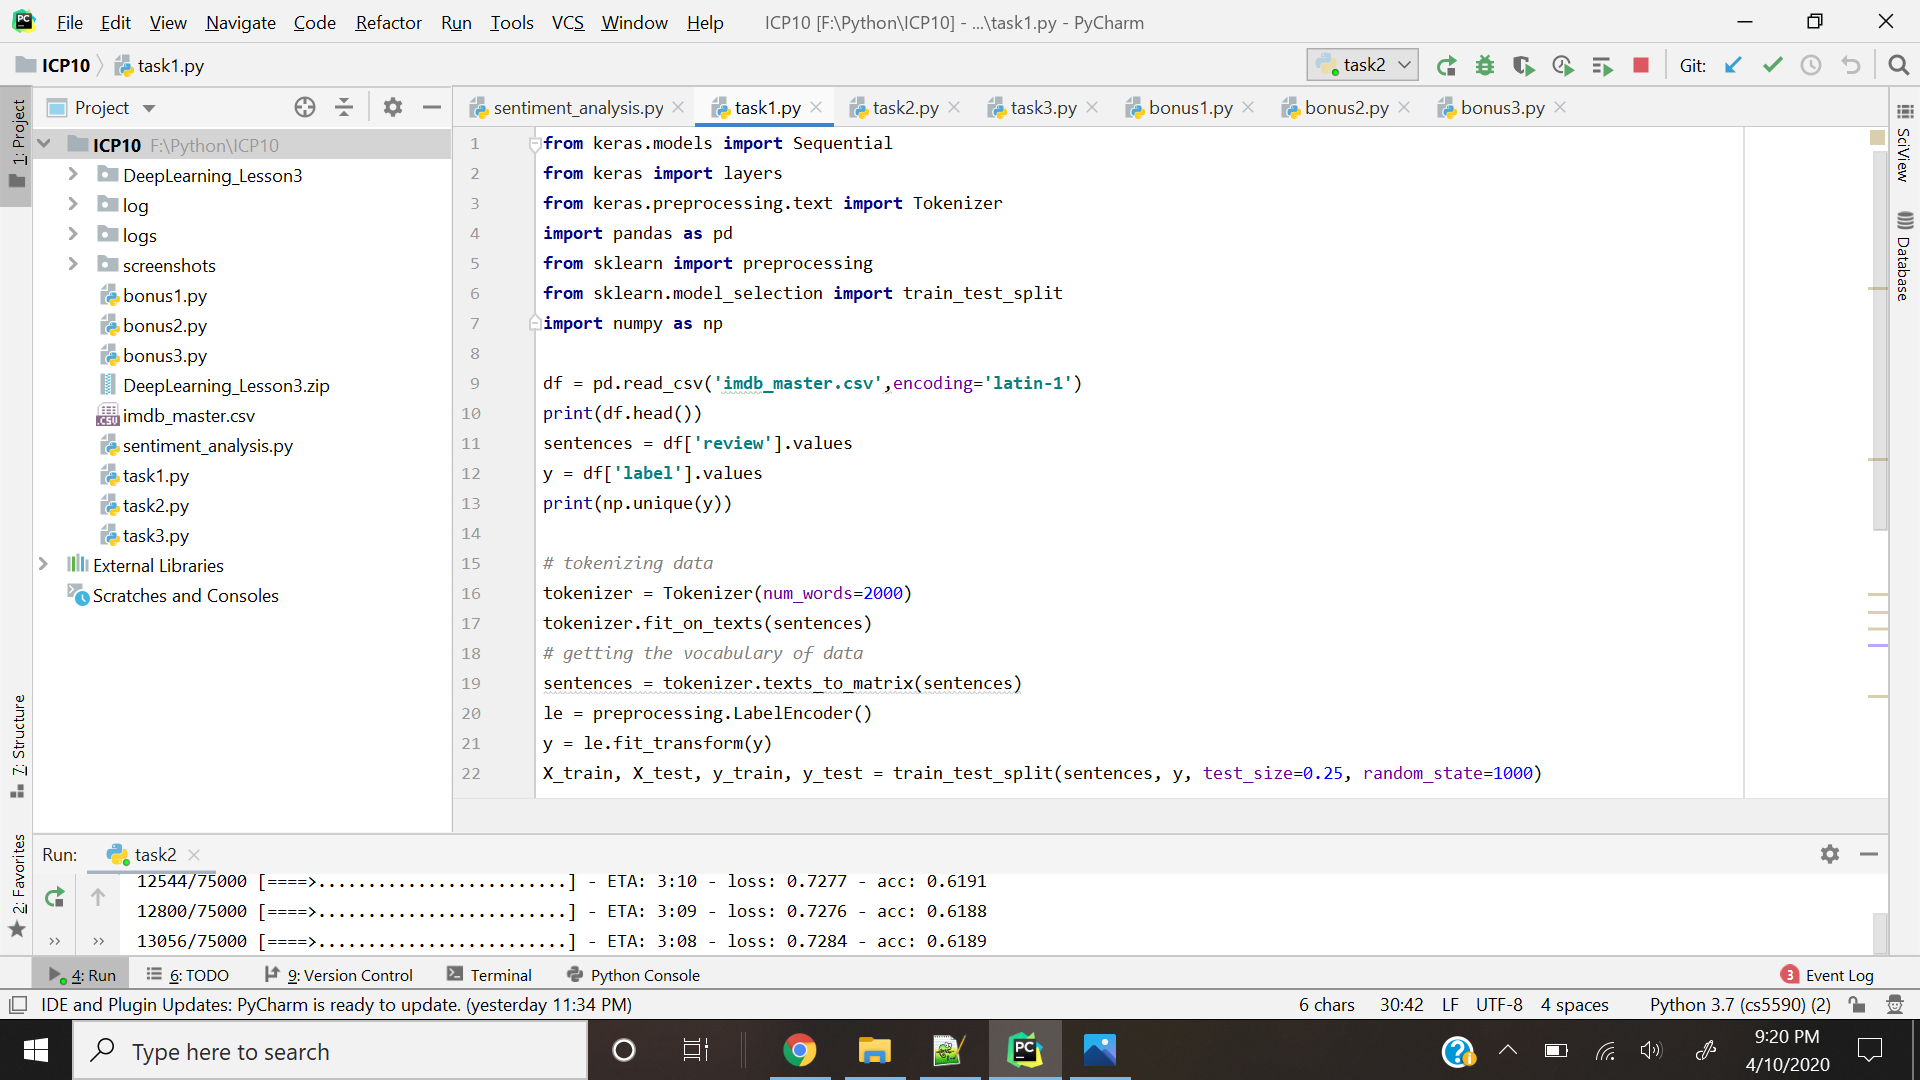 File Edit View Navigate Code Refactor Run Tools VCS Window Help ICP10 [F:\Python\ICP10] - ...\task1.py - PyCharm
ICP10 task1.py task2 Git:
1: Project
Project
sentiment_analysis.py task1.py task2.py task3.py bonus1.py bonus2.py bonus3.py
ICP10 F:\Python\ICP10
DeepLearning_Lesson3
log
logs
screenshots
bonus1.py
bonus2.py
bonus3.py
DeepLearning_Lesson3.zip
imdb_master.csv
sentiment_analysis.py
task1.py
task2.py
task3.py
External Libraries
Scratches and Consoles
1 from keras.models import Sequential
2 from keras import layers
3 from keras.preprocessing.text import Tokenizer
4 import pandas as pd
5 from sklearn import preprocessing
6 from sklearn.model_selection import train_test_split
7 import numpy as np
8
9 df = pd.read_csv('imdb_master.csv',encoding='latin-1')
10 print(df.head())
11 sentences = df['review'].values
12 y = df['label'].values
13 print(np.unique(y))
14
15 # tokenizing data
16 tokenizer = Tokenizer(num_words=2000)
17 tokenizer.fit_on_texts(sentences)
18 # getting the vocabulary of data
19 sentences = tokenizer.texts_to_matrix(sentences)
20 le = preprocessing.LabelEncoder()
21 y = le.fit_transform(y)
22 X_train, X_test, y_train, y_test = train_test_split(sentences, y, test_size=0.25, random_state=1000)
SciView
Database
7: Structure
2: Favorites
Run: task2
12544/75000 [====>.........................] - ETA: 3:10 - loss: 0.7277 - acc: 0.6191
12800/75000 [====>.........................] - ETA: 3:09 - loss: 0.7276 - acc: 0.6188
13056/75000 [====>.........................] - ETA: 3:08 - loss: 0.7284 - acc: 0.6189
4: Run 6: TODO 9: Version Control Terminal Python Console 3 Event Log
IDE and Plugin Updates: PyCharm is ready to update. (yesterday 11:34 PM) 6 chars 30:42 LF UTF-8 4 spaces Python 3.7 (cs5590) (2)
Type here to search
9:20 PM
4/10/2020